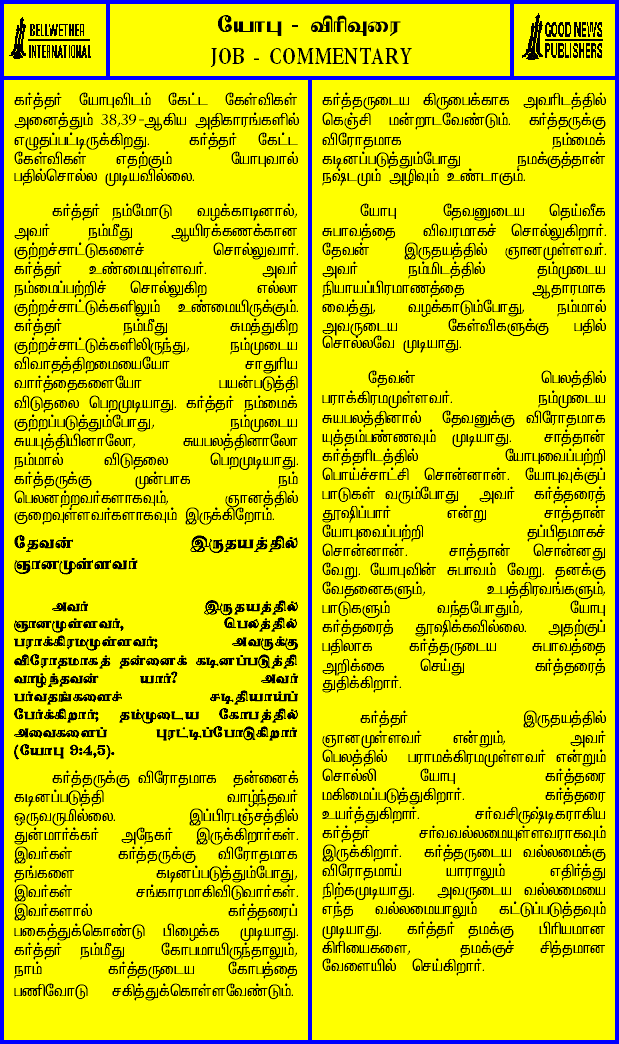 BELLWETHER
INTERNATIONAL
யோபு - விரிவுரை
JOB - COMMENTARY
GOOD NEWS
PUBLISHERS
கர்த்தர் யோபுவிடம் கேட்ட கேள்விகள்
அனைத்தும் 38,39-ஆகிய அதிகாரங்களில்
எழுதப்பட்டிருக்கிறது. கர்த்தர் கேட்ட
கேள்விகள் எதற்கும் யோபுவால்
பதில்சொல்ல முடியவில்லை.
கர்த்தர் நம்மோடு வழக்காடினால்,
அவர் நம்மீது ஆயிரக்கணக்கான
குற்றச்சாட்டுகளைச் சொல்லுவார்.
கர்த்தர் உண்மையுள்ளவர். அவர்
நம்மைப்பற்றிச் சொல்லுகிற எல்லா
குற்றச்சாட்டுக்களிலும் உண்மையிருக்கும்.
கர்த்தர் நம்மீது சுமத்துகிற
குற்றச்சாட்டுக்களிலிருந்து, நம்முடைய
விவாதத்திறமையையோ சாதுரிய
வார்த்தைகளையோ பயன்படுத்தி
விடுதலை பெறமுடியாது. கர்த்தர் நம்மைக்
குற்றப்படுத்தும்போது, நம்முடைய
சுயபுத்தியினாலோ, சுயபலத்தினாலோ
நம்மால் விடுதலை பெறமுடியாது.
கர்த்தருக்கு முன்பாக நம்
பெலனற்றவர்களாகவும், ஞானத்தில்
குறைவுள்ளவர்களாகவும் இருக்கிறோம்.
தேவன் இருதயத்தில்
ஞானமுள்ளவர்
அவர் இருதயத்தில்
ஞானமுள்ளவர், பெலத்தில்
பராக்கிரமமுள்ளவர்; அவருக்கு
விரோதமாகத் தன்னைக் கடினப்படுத்தி
வாழ்ந்தவன் யார்? அவர்
பர்வதங்களைச் சடிதியாய்ப்
பேர்க்கிறார்; தம்முடைய கோபத்தில்
அவைகளைப் புரட்டிப்போடுகிறார்
(யோபு 9:4,5).
கர்த்தருக்கு விரோதமாக தன்னைக்
கடினப்படுத்தி வாழ்ந்தவர்
ஒருவருமில்லை. இப்பிரபஞ்சத்தில்
துன்மார்க்கர் அநேகர் இருக்கிறார்கள்.
இவர்கள் கர்த்தருக்கு விரோதமாக
தங்களை கடினப்படுத்தும்போது,
இவர்கள் சங்காரமாகிவிடுவார்கள்.
இவர்களால் கர்த்தரைப்
பகைத்துக்கொண்டு பிழைக்க முடியாது.
கர்த்தர் நம்மீது கோபமாயிருந்தாலும்,
நாம் கர்த்தருடைய கோபத்தை
பணிவோடு சகித்துக்கொள்ளவேண்டும்.
கர்த்தருடைய கிருபைக்காக அவரிடத்தில்
கெஞ்சி மன்றாடவேண்டும். கர்த்தருக்கு
விரோதமாக நம்மைக்
கடினப்படுத்தும்போது நமக்குத்தான்
நஷ்டமும் அழிவும் உண்டாகும்.
யோபு தேவனுடைய தெய்வீக
சுபாவத்தை விவரமாகச் சொல்லுகிறார்.
தேவன் இருதயத்தில் ஞானமுள்ளவர்.
அவர் நம்மிடத்தில் தம்முடைய
நியாயப்பிரமாணத்தை ஆதாரமாக
வைத்து, வழக்காடும்போது, நம்மால்
அவருடைய கேள்விகளுக்கு பதில்
சொல்லவே முடியாது.
தேவன் பெலத்தில்
பராக்கிரமமுள்ளவர். நம்முடைய
சுயபலத்தினால் தேவனுக்கு விரோதமாக
யுத்தம்பண்ணவும் முடியாது. சாத்தான்
கர்த்தரிடத்தில் யோபுவைப்பற்றி
பொய்ச்சாட்சி சொன்னான். யோபுவுக்குப்
பாடுகள் வரும்போது அவர் கர்த்தரைத்
தூஷிப்பார் என்று சாத்தான்
யோபுவைப்பற்றி தப்பிதமாகச்
சொன்னான். சாத்தான் சொன்னது
வேறு. யோபுவின் சுபாவம் வேறு. தனக்கு
வேதனைகளும், உபத்திரவங்களும்,
பாடுகளும் வந்தபோதும், யோபு
கர்த்தரைத் தூஷிக்கவில்லை. அதற்குப்
பதிலாக கர்த்தருடைய சுபாவத்தை
அறிக்கை செய்து கர்த்தரைத்
துதிக்கிறார்.
கர்த்தர் இருதயத்தில்
ஞானமுள்ளவர் என்றும், அவர்
பெலத்தில் பராமக்கிரமமுள்ளவர் என்றும்
சொல்லி யோபு கர்த்தரை
மகிமைப்படுத்துகிறார். கர்த்தரை
உயர்த்துகிறார். சர்வசிருஷ்டிகராகிய
கர்த்தர் சர்வவல்லமையுள்ளவராகவும்
இருக்கிறார். கர்த்தருடைய வல்லமைக்கு
விரோதமாய் யாராலும் எதிர்த்து
நிற்கமுடியாது. அவருடைய வல்லமையை
எந்த வல்லமையாலும் கட்டுப்படுத்தவும்
முடியாது. கர்த்தர் தமக்கு பிரியமான
கிரியைகளை, தமக்குச் சித்தமான
வேளையில் செய்கிறார்.